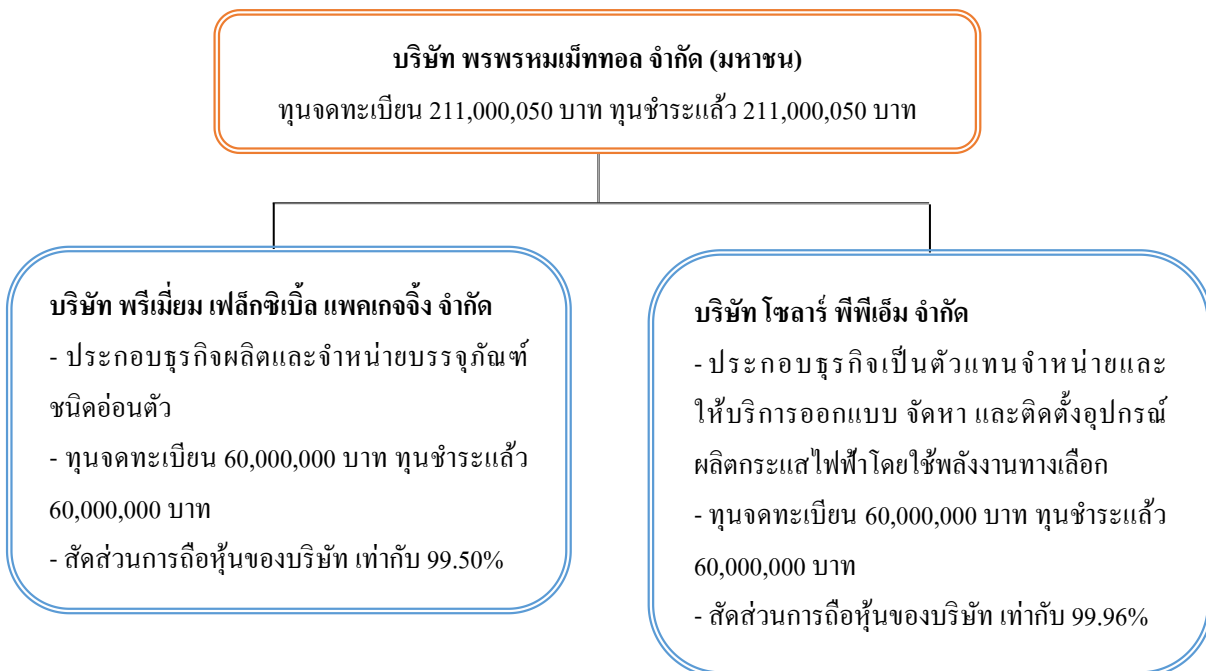 บริษัท พรพรหมเม็ททอล จำกัด (มหาชน)
ทุนจดทะเบียน 211,000,050 บาท ทุนชำระแล้ว 211,000,050 บาท
บริษัท พรีเมี่ยม เฟล็กซิเบิ้ล แพคเกจจิ้ง จำกัด
- ประกอบธุรกิจผลิตและจำหน่ายบรรจุภัณฑ์
ชนิดอ่อนตัว
- ทุนจดทะเบียน 60,000,000 บาท ทุนชำระแล้ว
60,000,000 บาท
- สัดส่วนการถือหุ้นของบริษัท เท่ากับ 99.50%
บริษัท โซลาร์ พีพีเอ็ม จำกัด
- ประกอบธุรกิจเป็นตัวแทนจำหน่ายและ
ให้บริการออกแบบ จัดหา และติดตั้งอุปกรณ์
ผลิตกระแสไฟฟ้าโดยใช้พลังงานทางเลือก
- ทุนจดทะเบียน 60,000,000 บาท ทุนชำระแล้ว
60,000,000 บาท
- สัดส่วนการถือหุ้นของบริษัท เท่ากับ 99.96%